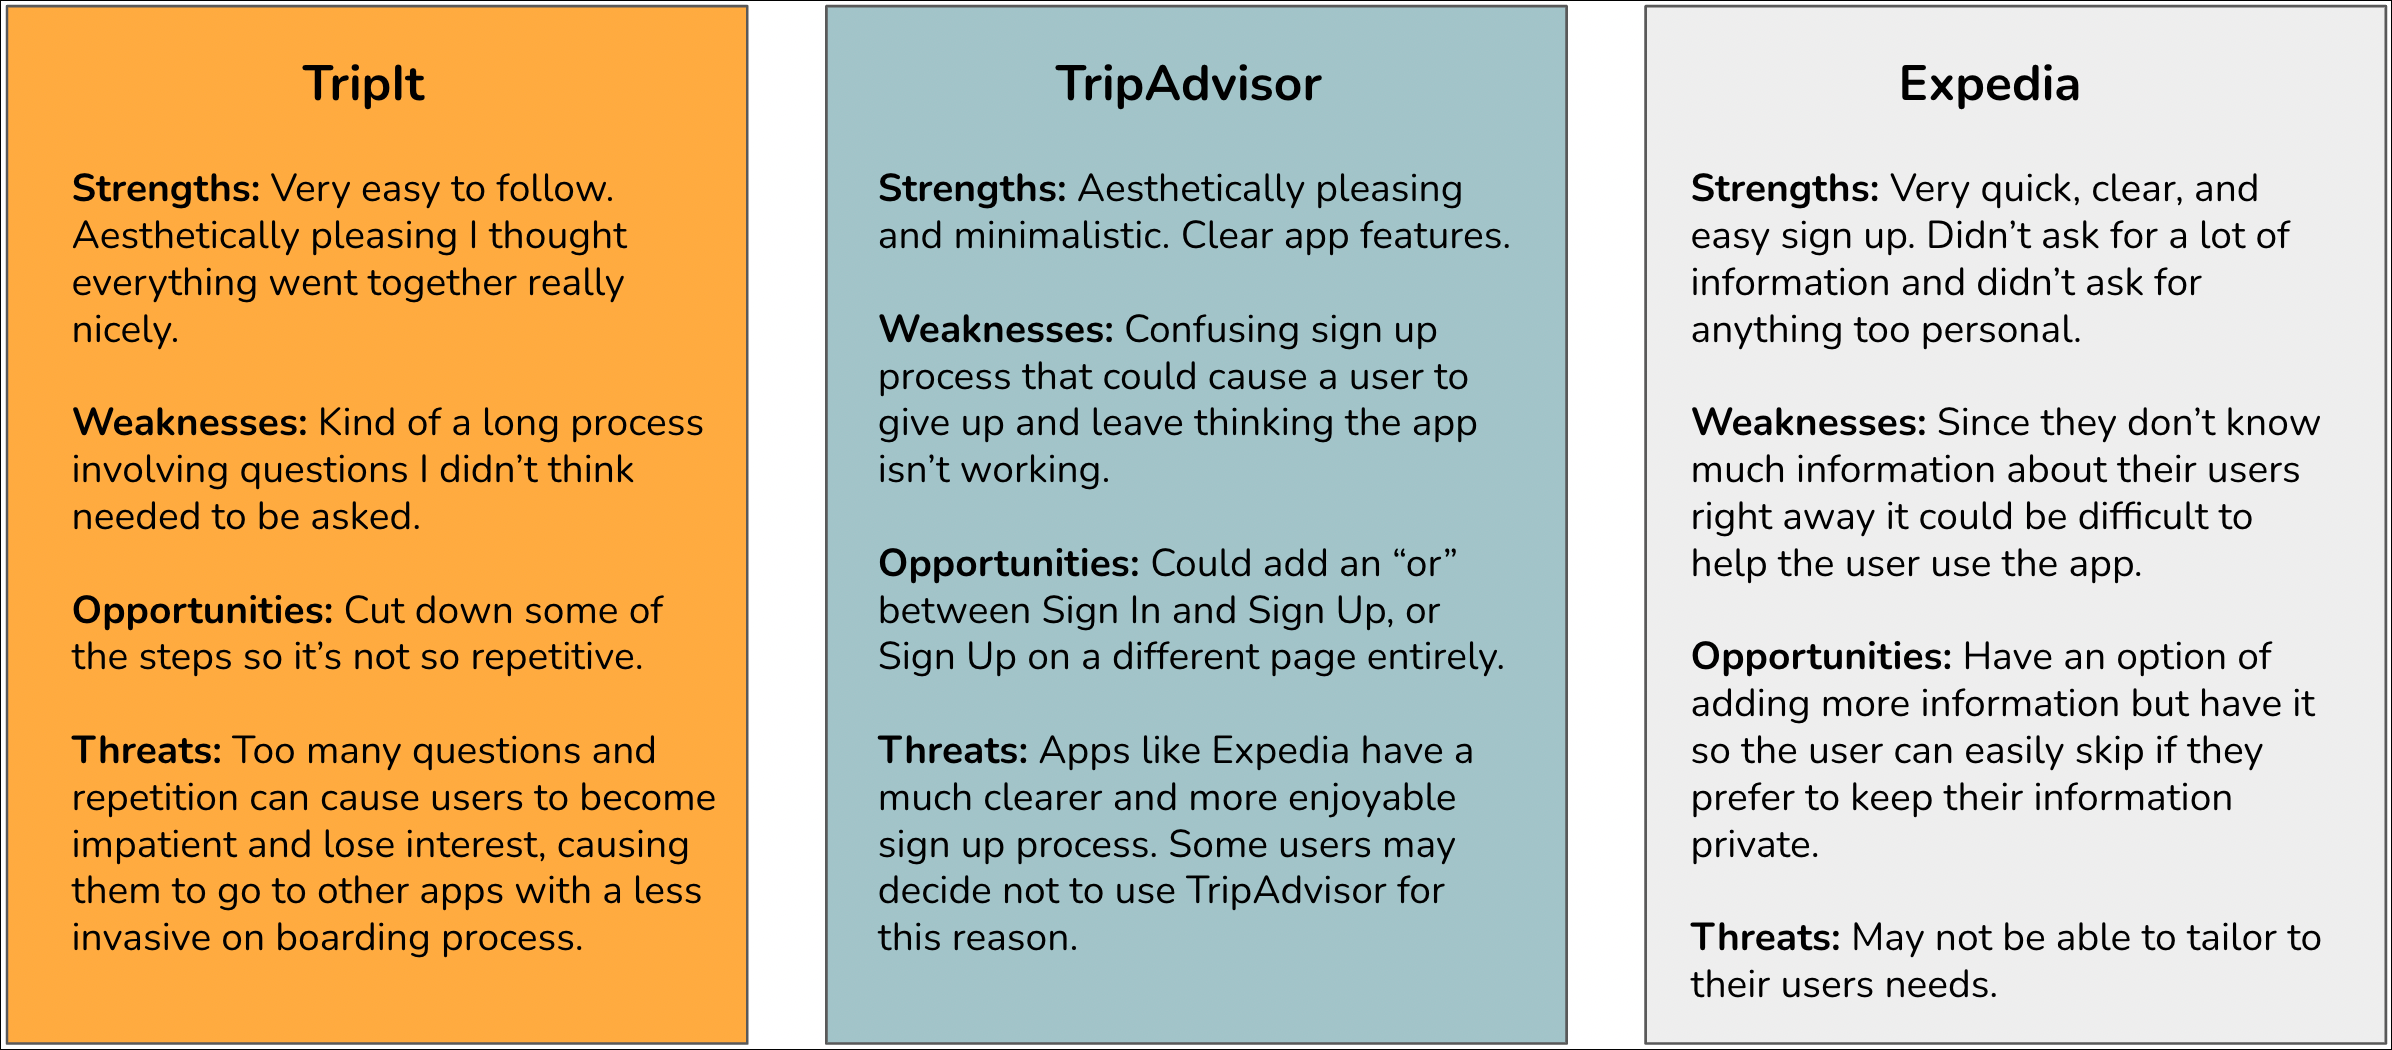 TripIt
Strengths: Very easy to follow.
Aesthetically pleasing I thought
everything went together really
nicely.
Weaknesses: Kind of a long process
involving questions I didn’t think
needed to be asked.
Opportunities: Cut down some of
the steps so it’s not so repetitive.
Threats: Too many questions and
repetition can cause users to become
impatient and lose interest, causing
them to go to other apps with a less
invasive on boarding process.
TripAdvisor
Strengths: Aesthetically pleasing
and minimalistic. Clear app features.
Weaknesses: Confusing sign up
process that could cause a user to
give up and leave thinking the app
isn’t working.
Opportunities: Could add an “or”
between Sign In and Sign Up, or
Sign Up on a different page entirely.
Threats: Apps like Expedia have a
much clearer and more enjoyable
sign up process. Some users may
decide not to use TripAdvisor for
this reason.
Expedia
Strengths: Very quick, clear, and
easy sign up. Didn’t ask for a lot of
information and didn’t ask for
anything too personal.
Weaknesses: Since they don’t know
much information about their users
right away it could be difficult to
help the user use the app.
Opportunities: Have an option of
adding more information but have it
so the user can easily skip if they
prefer to keep their information
private.
Threats: May not be able to tailor to
their users needs.